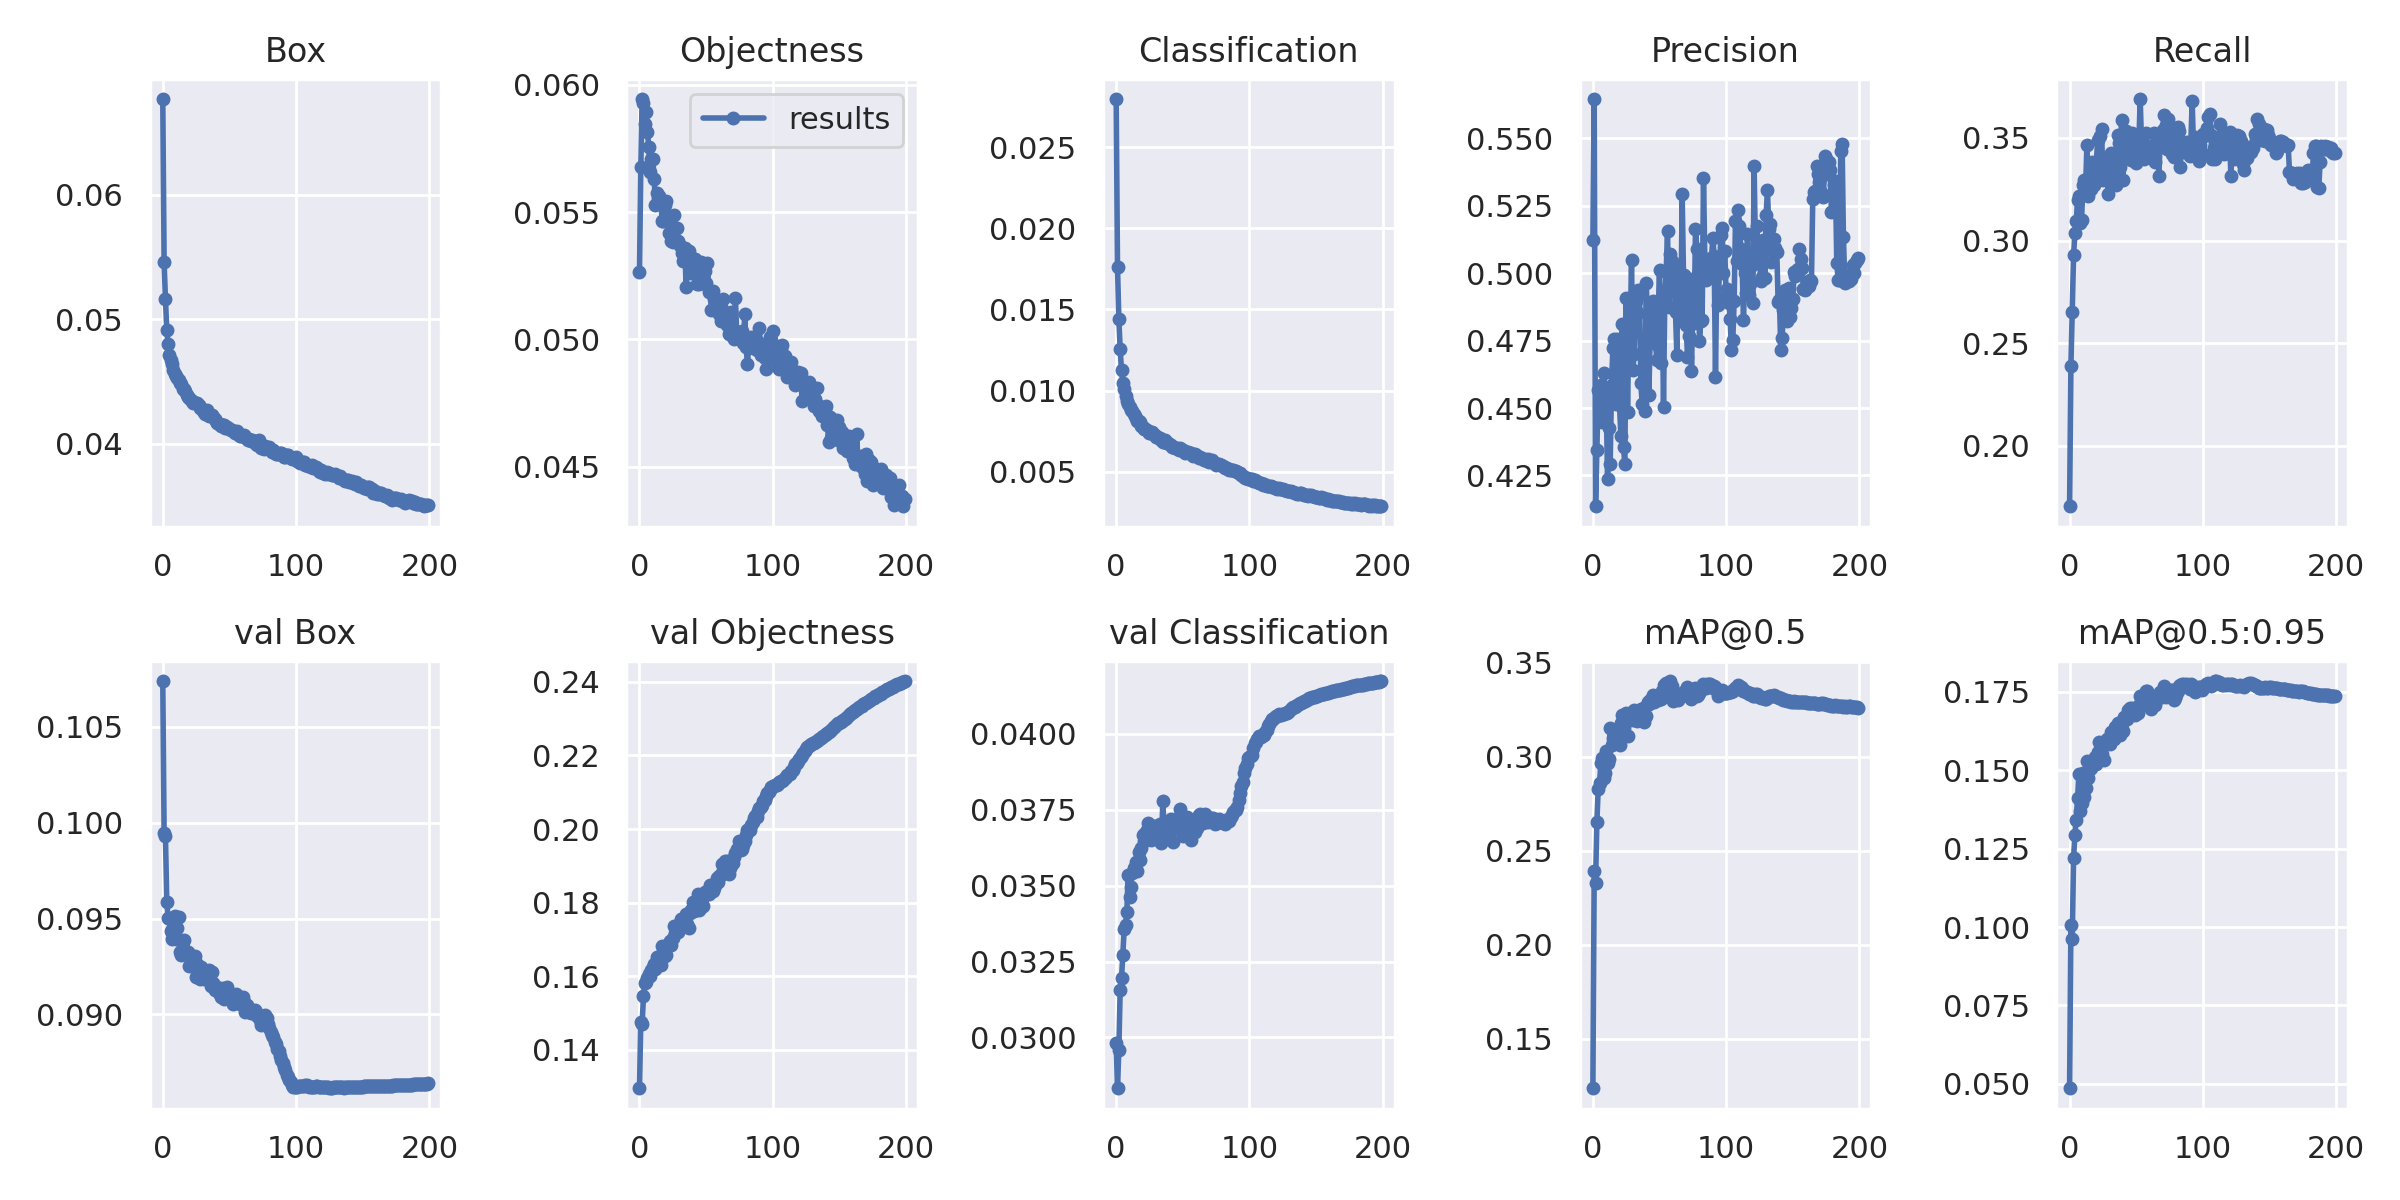 Box
Objectness
Classification
Precision
Recall
0.06
0.05
0.04
0 100 200
results
0.060
0.055
0.050
0.045
0 100 200
0.025
0.020
0.015
0.010
0.005
0 100 200
0.550
0.525
0.500
0.475
0.450
0.425
0 100 200
0.35
0.30
0.25
0.20
0 100 200
val Box
val Objectness
val Classification
mAP@0.5
mAP@0.5:0.95
0.105
0.100
0.095
0.090
0 100 200
0.24
0.22
0.20
0.18
0.16
0.14
0 100 200
0.0400
0.0375
0.0350
0.0325
0.0300
0 100 200
0.35
0.30
0.25
0.20
0.15
0 100 200
0.175
0.150
0.125
0.100
0.075
0.050
0 100 200